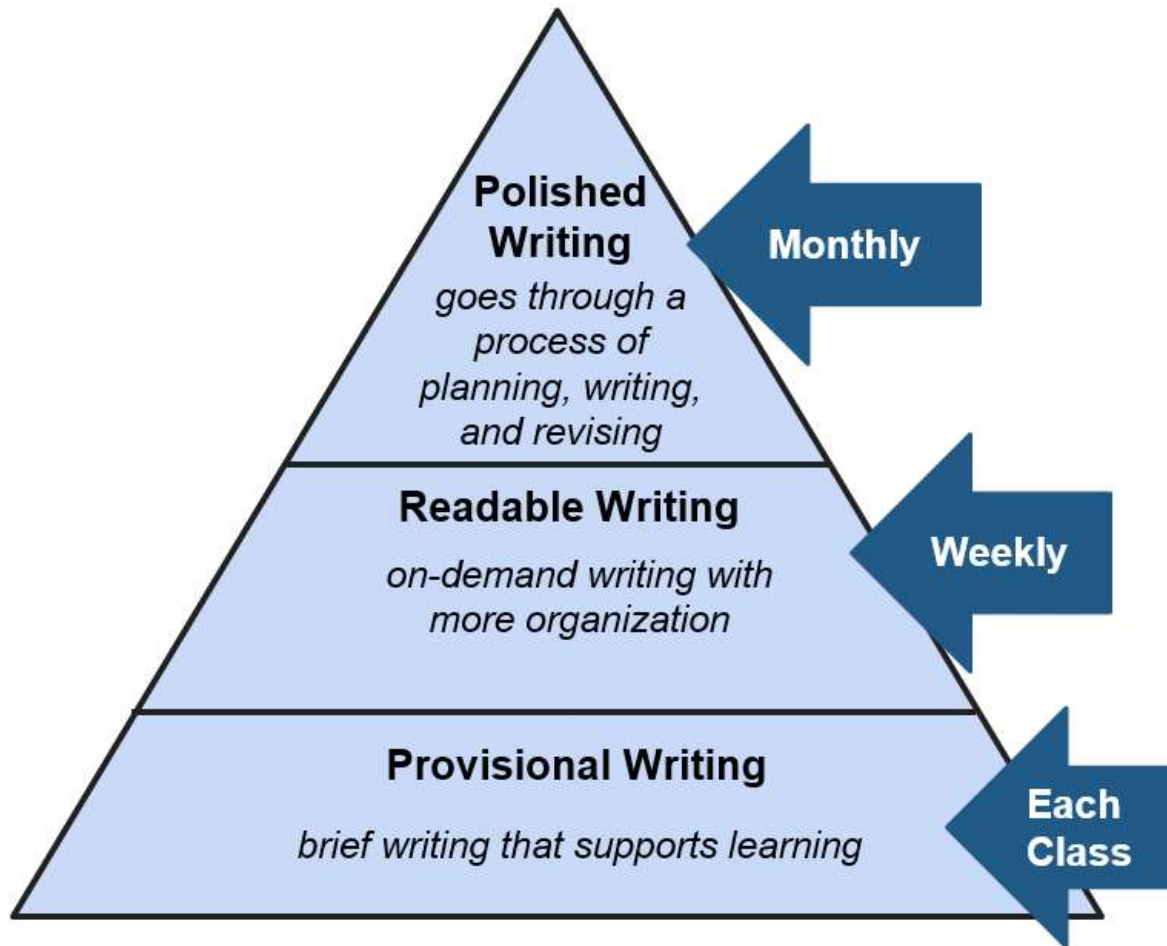 Polished
Writing
goes through a
process of
planning, writing,
and revising
Monthly
Readable Writing
on-demand writing with
more organization
Weekly
Provisional Writing
brief writing that supports learning
Each
Class